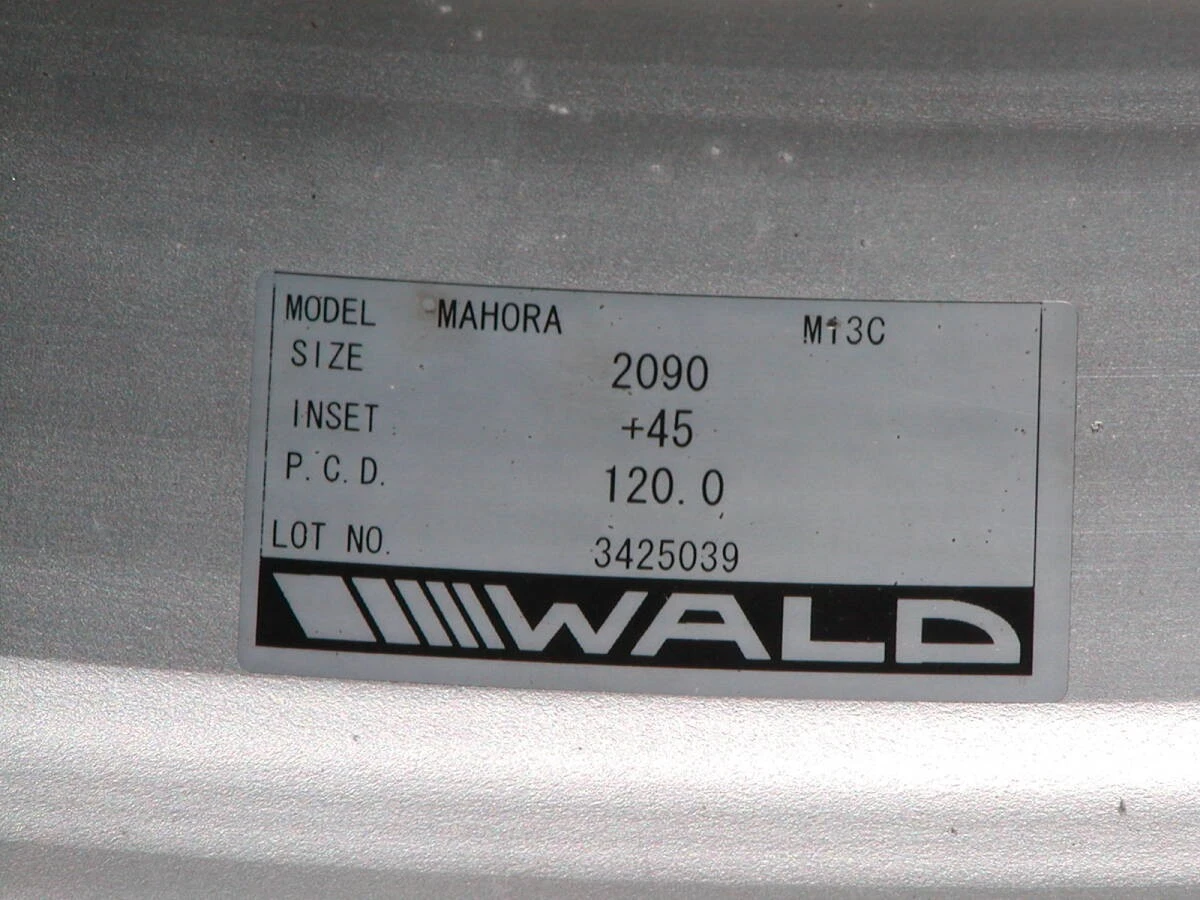 MODEL MAHORA M13C
SIZE 2090
INSET +45
P.C.D. 120.0
LOT NO. 3425039
WALD